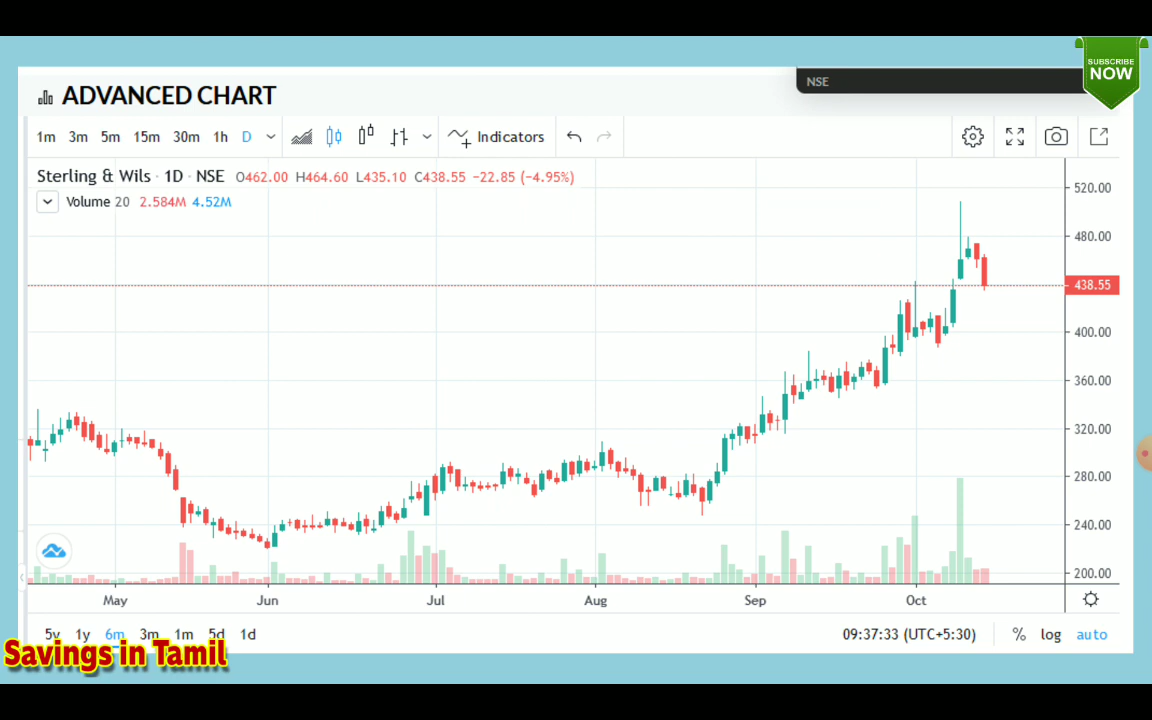 SUBSCRIBE
NOW
NSE
ADVANCED CHART
1m 3m 5m 15m 30m 1h D Indicators
Sterling & Wils · 1D · NSE O462.00 H464.60 L435.10 C438.55 −22.85 (−4.95%)
Volume 20 2.584M 4.52M
520.00
480.00
438.55
400.00
360.00
320.00
280.00
240.00
200.00
May Jun Jul Aug Sep Oct
5y 1y 6m 3m 1m 5d 1d 09:37:33 (UTC+5:30) % log auto
Savings in Tamil